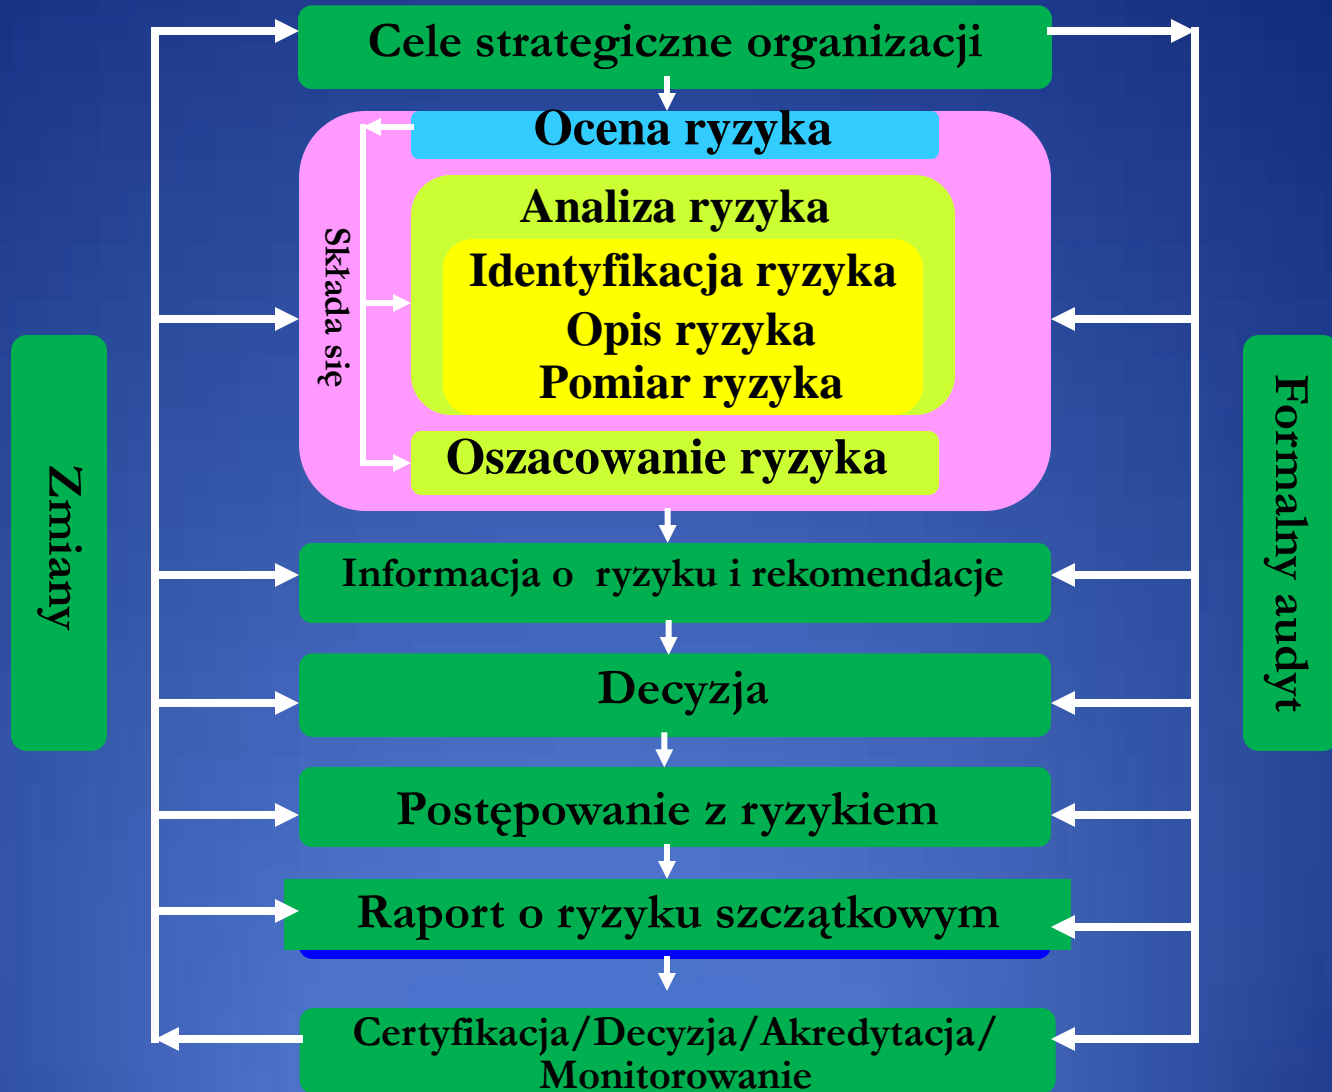 Cele strategiczne organizacji
Ocena ryzyka
Składa się
Analiza ryzyka
Identyfikacja ryzyka
Opis ryzyka
Pomiar ryzyka
Oszacowanie ryzyka
Zmiany
Formalny audyt
Informacja o ryzyku i rekomendacje
Decyzja
Postępowanie z ryzykiem
Raport o ryzyku szczątkowym
Certyfikacja/Decyzja/Akredytacja/
Monitorowanie